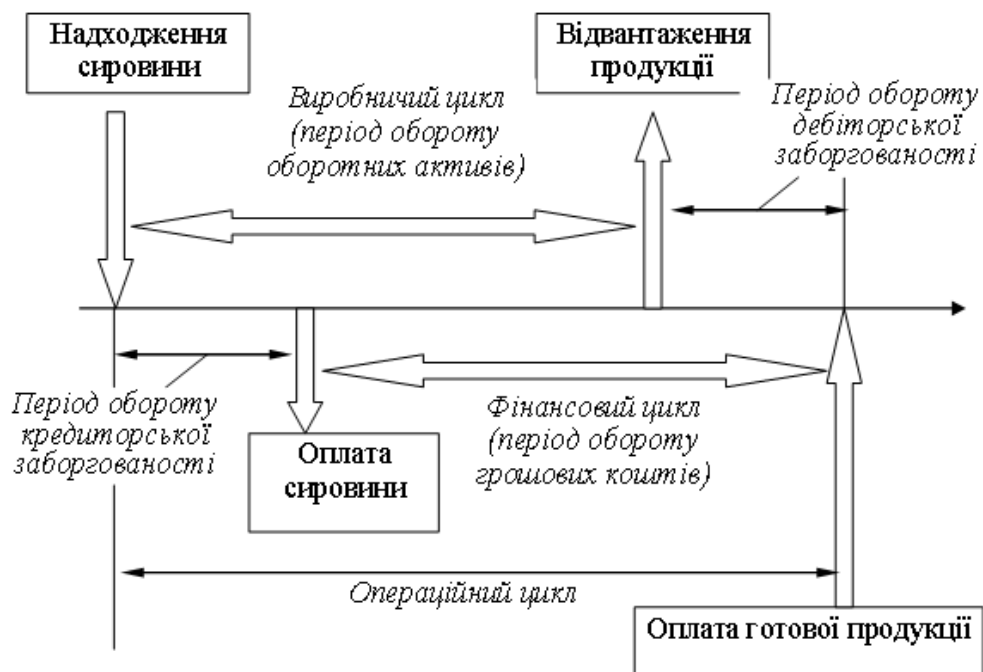 Надходження
сировини
Відвантаження
продукції
Виробничий цикл
(період обороту
оборотних активів)
Період обороту
дебіторської
заборгованості
Період обороту
кредиторської
заборгованості
Оплата
сировини
Фінансовий цикл
(період обороту
грошових коштів)
Операційний цикл
Оплата готової продукції